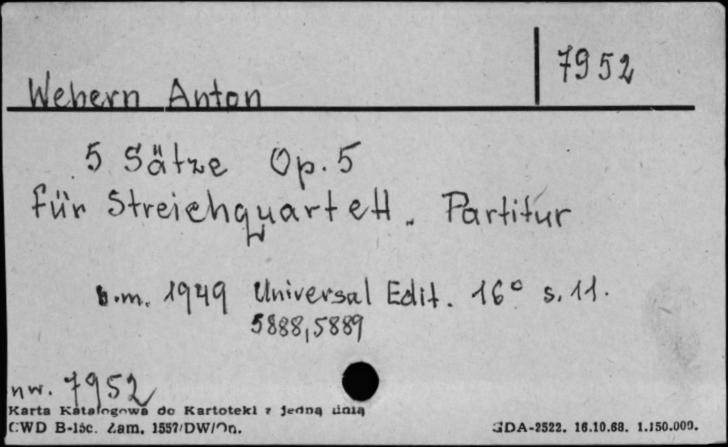 7952
Webern Anton
5 Sätze Op. 5
für Streichquartett. Partitur
b.m. 1949 Universal Edit. 16° s. 11.
5888, 5889
nw. 7952
Karta Katalogowa do Kartoteki z jedną linią
CWD B-15c. Zam. 1557/DW/On. GDA-2522. 16.10.68. 1.150.000.